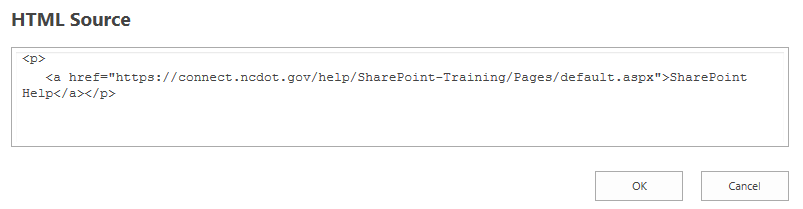 HTML Source
<p>
<a href="https://connect.ncdot.gov/help/SharePoint-Training/Pages/default.aspx">SharePoint
Help</a></p>
OK
Cancel